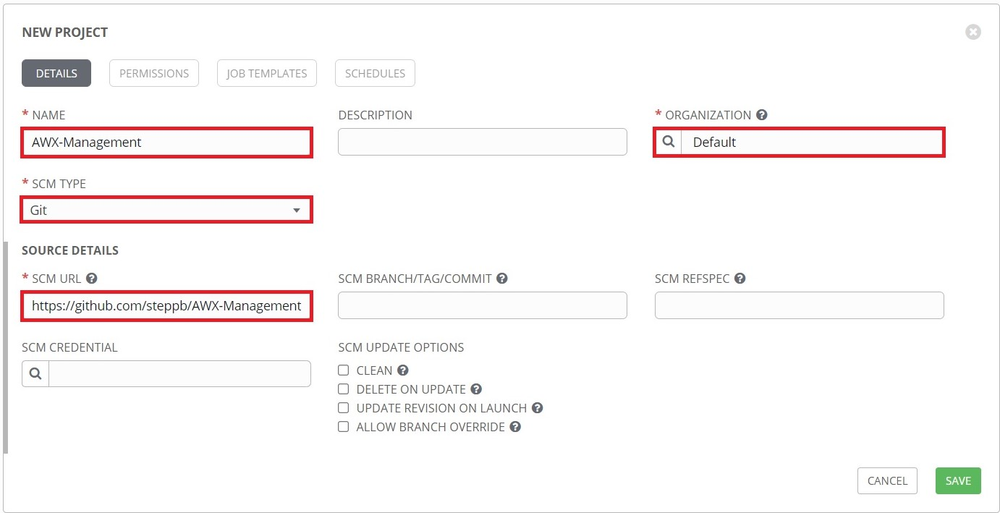 NEW PROJECT
DETAILS PERMISSIONS JOB TEMPLATES SCHEDULES
* NAME DESCRIPTION * ORGANIZATION ?
AWX-Management Default
* SCM TYPE
Git
SOURCE DETAILS
* SCM URL ? SCM BRANCH/TAG/COMMIT ? SCM REFSPEC ?
https://github.com/steppb/AWX-Management
SCM CREDENTIAL SCM UPDATE OPTIONS
CLEAN ?
DELETE ON UPDATE ?
UPDATE REVISION ON LAUNCH ?
ALLOW BRANCH OVERRIDE ?
CANCEL SAVE